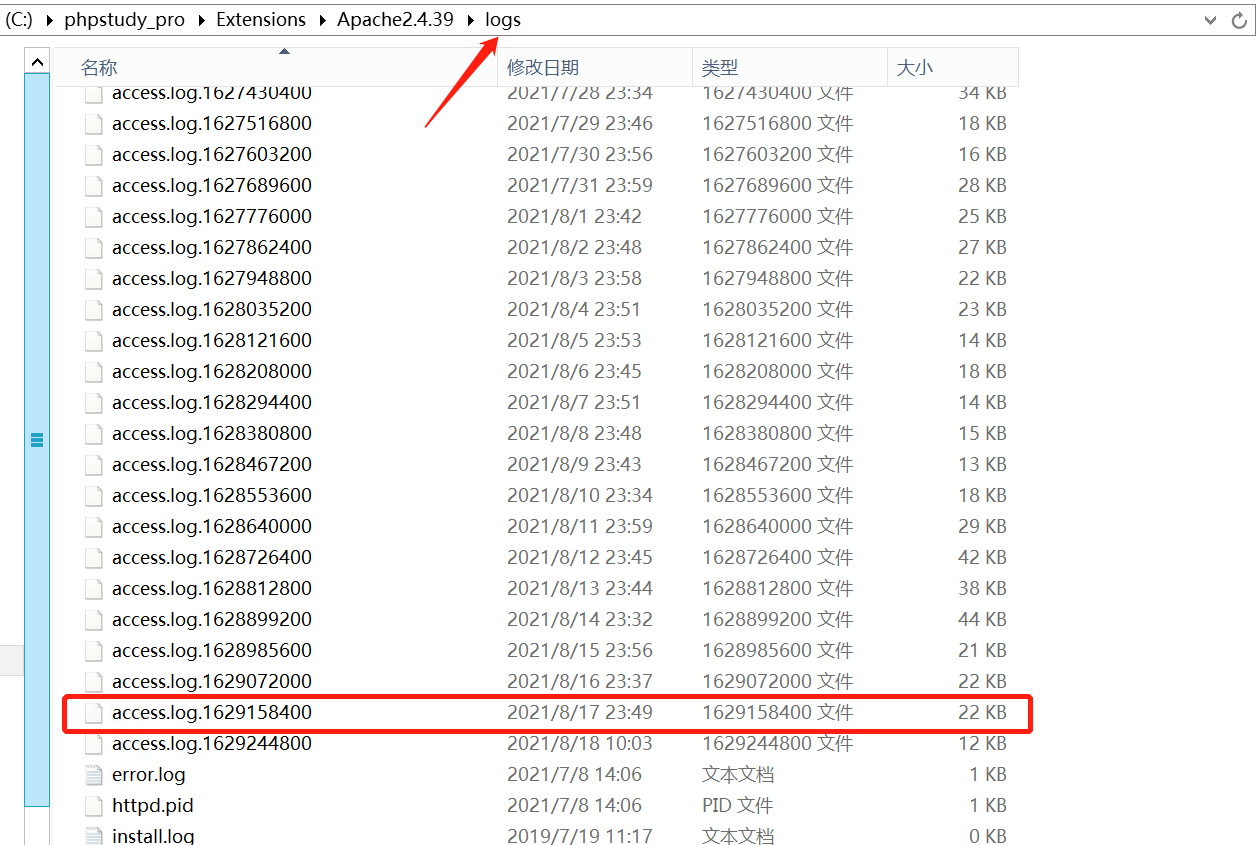 (C:) phpstudy_pro Extensions Apache2.4.39 logs
名称 修改日期 类型 大小
access.log.1627430400 2021/7/28 23:34 1627430400 文件 34 KB
access.log.1627516800 2021/7/29 23:46 1627516800 文件 18 KB
access.log.1627603200 2021/7/30 23:56 1627603200 文件 16 KB
access.log.1627689600 2021/7/31 23:59 1627689600 文件 28 KB
access.log.1627776000 2021/8/1 23:42 1627776000 文件 25 KB
access.log.1627862400 2021/8/2 23:48 1627862400 文件 27 KB
access.log.1627948800 2021/8/3 23:58 1627948800 文件 22 KB
access.log.1628035200 2021/8/4 23:51 1628035200 文件 23 KB
access.log.1628121600 2021/8/5 23:53 1628121600 文件 14 KB
access.log.1628208000 2021/8/6 23:45 1628208000 文件 18 KB
access.log.1628294400 2021/8/7 23:51 1628294400 文件 14 KB
access.log.1628380800 2021/8/8 23:48 1628380800 文件 15 KB
access.log.1628467200 2021/8/9 23:43 1628467200 文件 13 KB
access.log.1628553600 2021/8/10 23:34 1628553600 文件 18 KB
access.log.1628640000 2021/8/11 23:59 1628640000 文件 29 KB
access.log.1628726400 2021/8/12 23:45 1628726400 文件 42 KB
access.log.1628812800 2021/8/13 23:44 1628812800 文件 38 KB
access.log.1628899200 2021/8/14 23:32 1628899200 文件 44 KB
access.log.1628985600 2021/8/15 23:56 1628985600 文件 21 KB
access.log.1629072000 2021/8/16 23:37 1629072000 文件 22 KB
access.log.1629158400 2021/8/17 23:49 1629158400 文件 22 KB
access.log.1629244800 2021/8/18 10:03 1629244800 文件 12 KB
error.log 2021/7/8 14:06 文本文档 1 KB
httpd.pid 2021/7/8 14:06 PID 文件 1 KB
install.log 2019/7/19 11:17 文本文档 0 KB